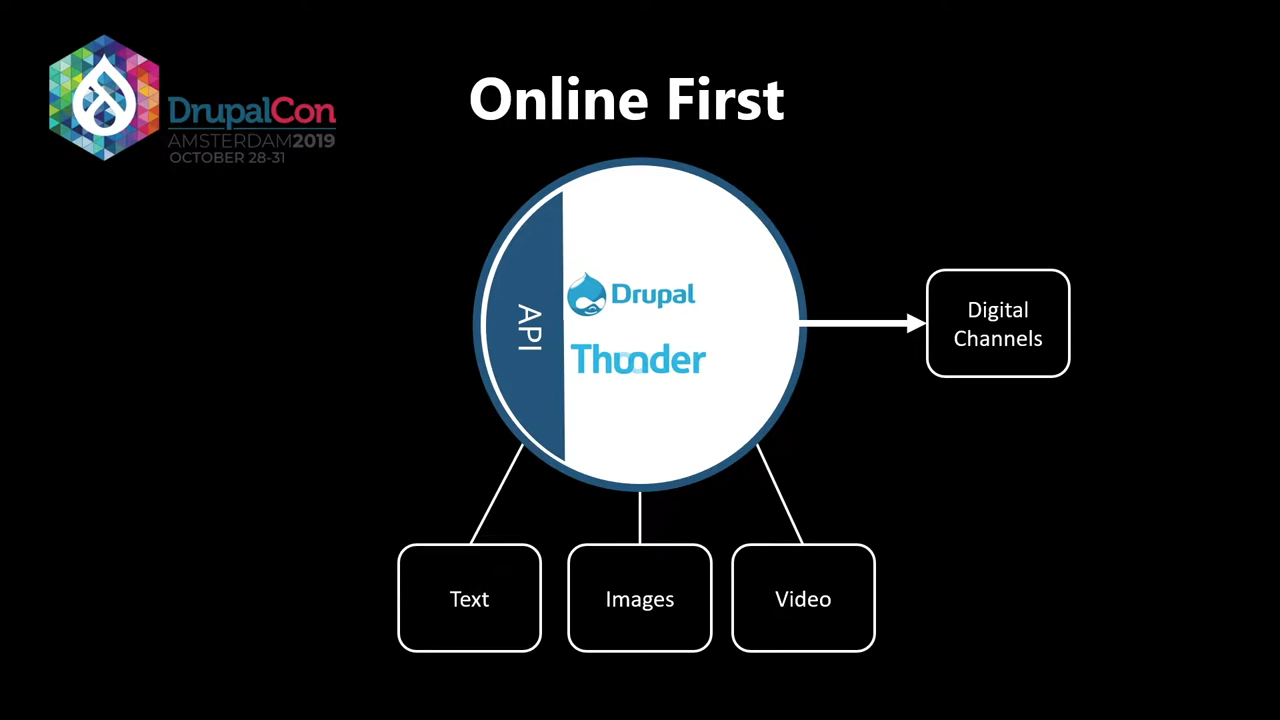 DrupalCon
AMSTERDAM2019
OCTOBER 28-31
Online First
API
Drupal
Thunder
Digital
Channels
Text
Images
Video